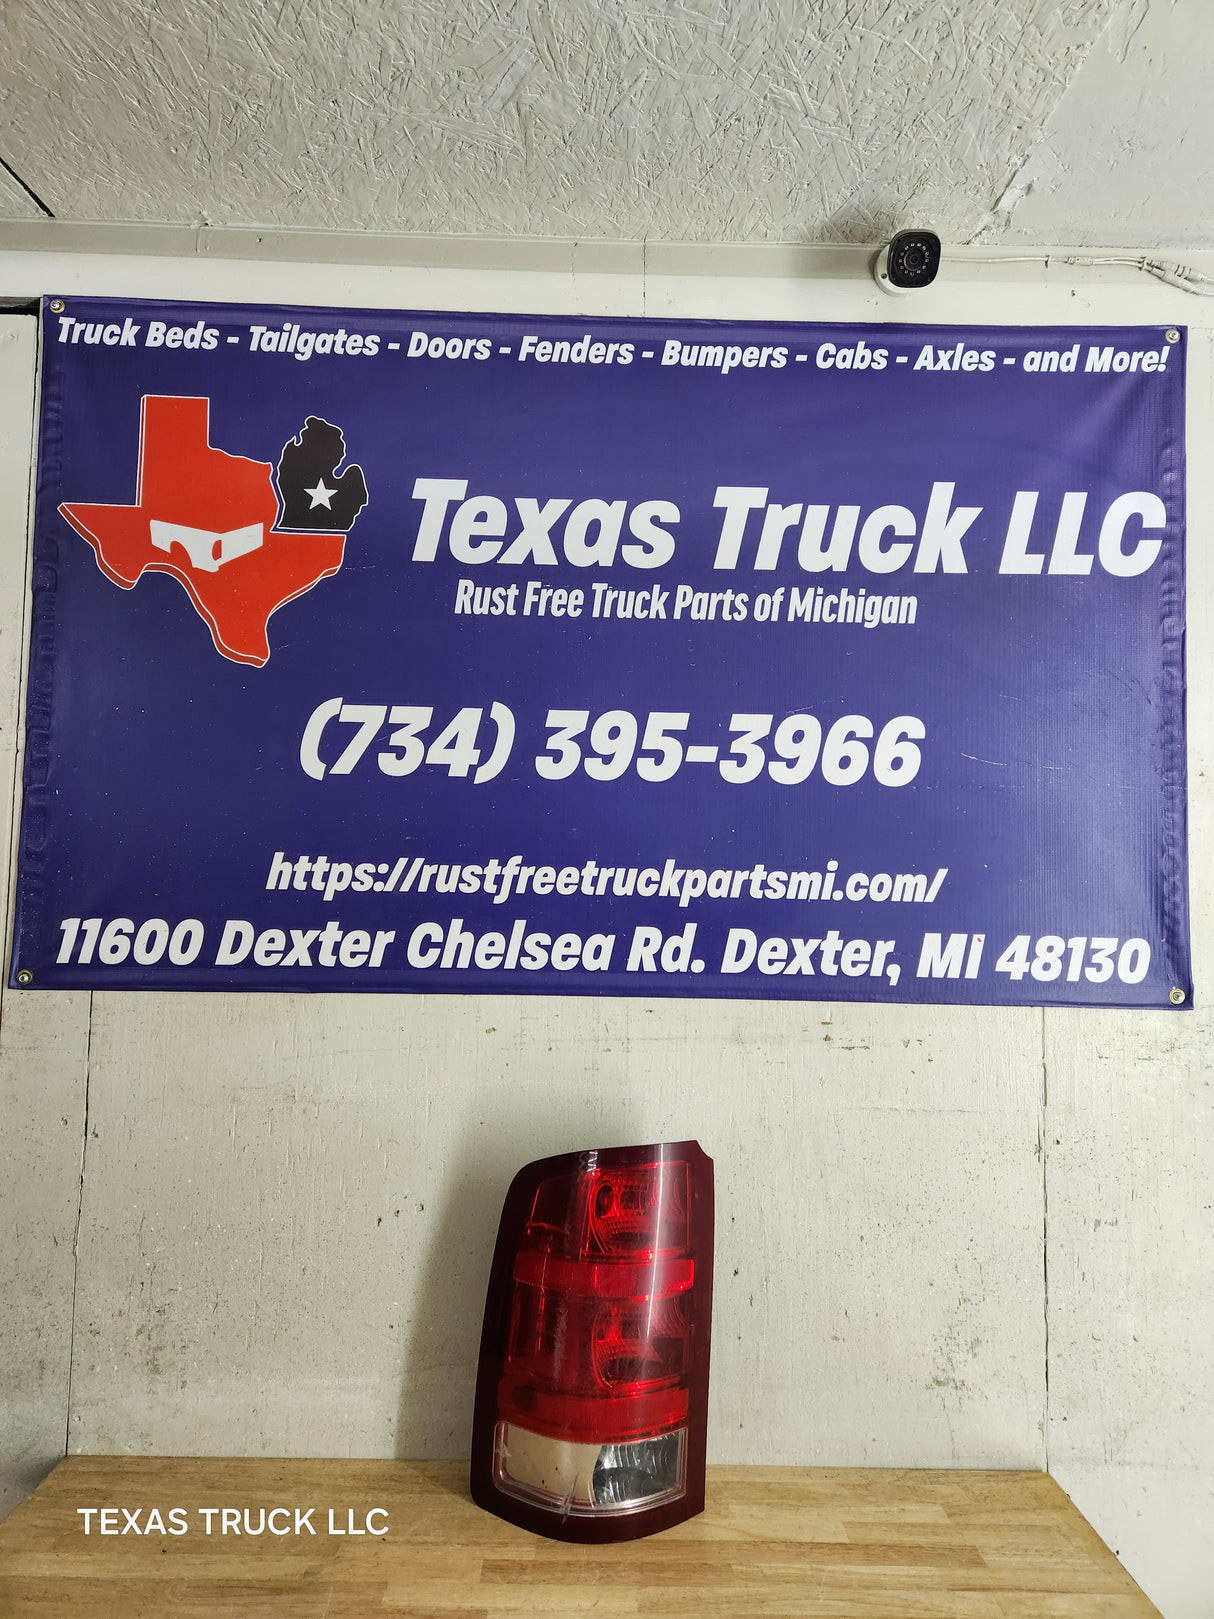 Truck Beds - Tailgates - Doors - Fenders - Bumpers - Cabs - Axles - and More!
Texas Truck LLC
Rust Free Truck Parts of Michigan
(734) 395-3966
https://rustfreetruckpartsmi.com/
11600 Dexter Chelsea Rd. Dexter, MI 48130
TEXAS TRUCK LLC